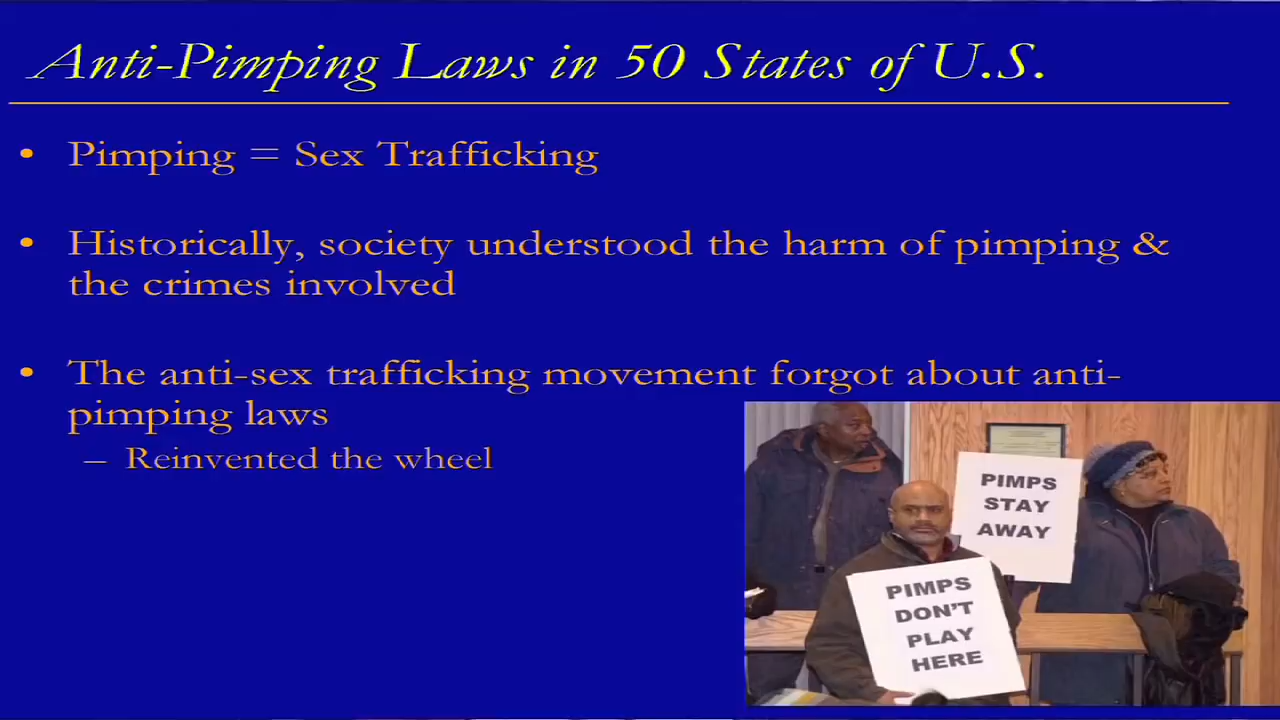 Anti-Pimping Laws in 50 States of U.S.
• Pimping = Sex Trafficking
• Historically, society understood the harm of pimping &
the crimes involved
• The anti-sex trafficking movement forgot about anti-
pimping laws
– Reinvented the wheel
PIMPS
STAY
AWAY
PIMPS
DON'T
PLAY
HERE